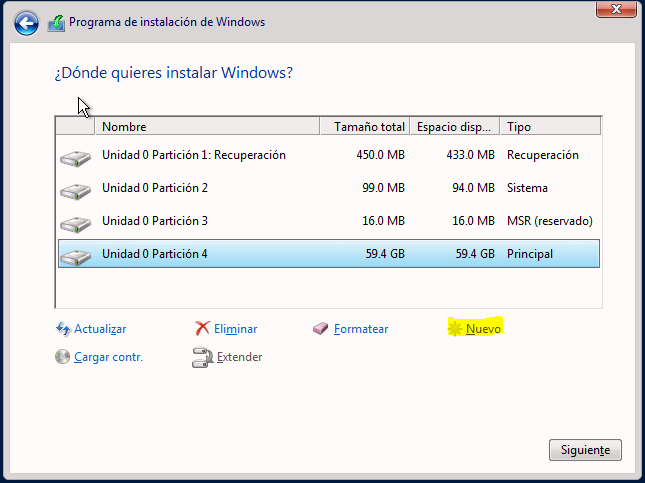 Programa de instalación de Windows
¿Dónde quieres instalar Windows?
Nombre Tamaño total Espacio disp... Tipo
Unidad 0 Partición 1: Recuperación 450.0 MB 433.0 MB Recuperación
Unidad 0 Partición 2 99.0 MB 94.0 MB Sistema
Unidad 0 Partición 3 16.0 MB 16.0 MB MSR (reservado)
Unidad 0 Partición 4 59.4 GB 59.4 GB Principal
Actualizar Eliminar Formatear Nuevo
Cargar contr. Extender
Siguiente